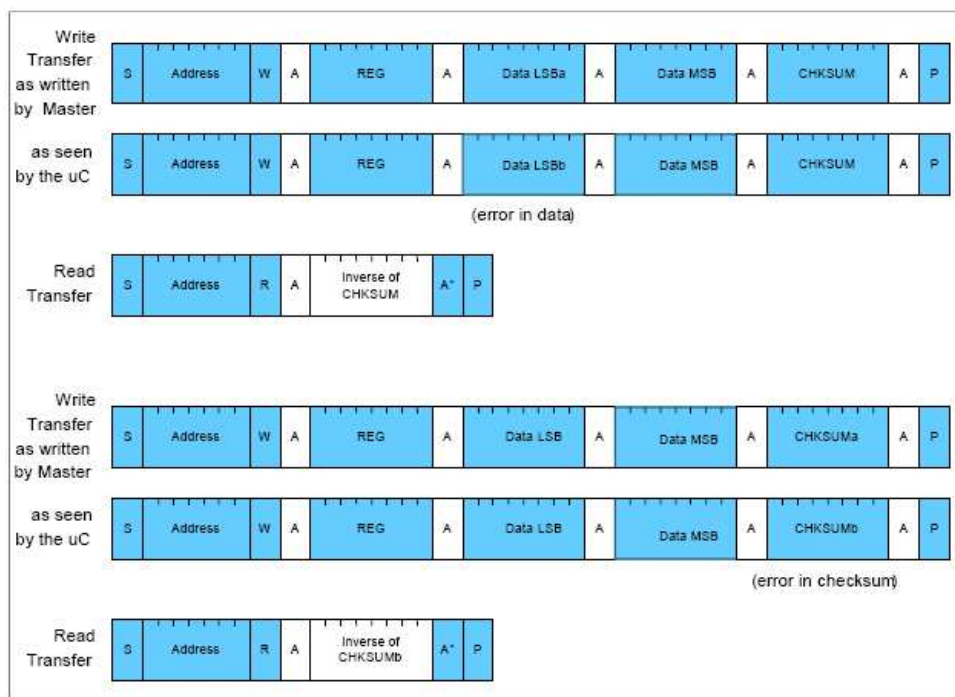 Write
Transfer
as written
by Master
S Address W A REG A Data LSBa A Data MSB A CHKSUM A P
as seen
by the uC
S Address W A REG A Data LSBb A Data MSB A CHKSUM A P
(error in data)
Read
Transfer
S Address R A Inverse of
CHKSUM A* P
Write
Transfer
as written
by Master
S Address W A REG A Data LSB A Data MSB A CHKSUMa A P
as seen
by the uC
S Address W A REG A Data LSB A Data MSB A CHKSUMb A P
(error in checksum)
Read
Transfer
S Address R A Inverse of
CHKSUMb A* P